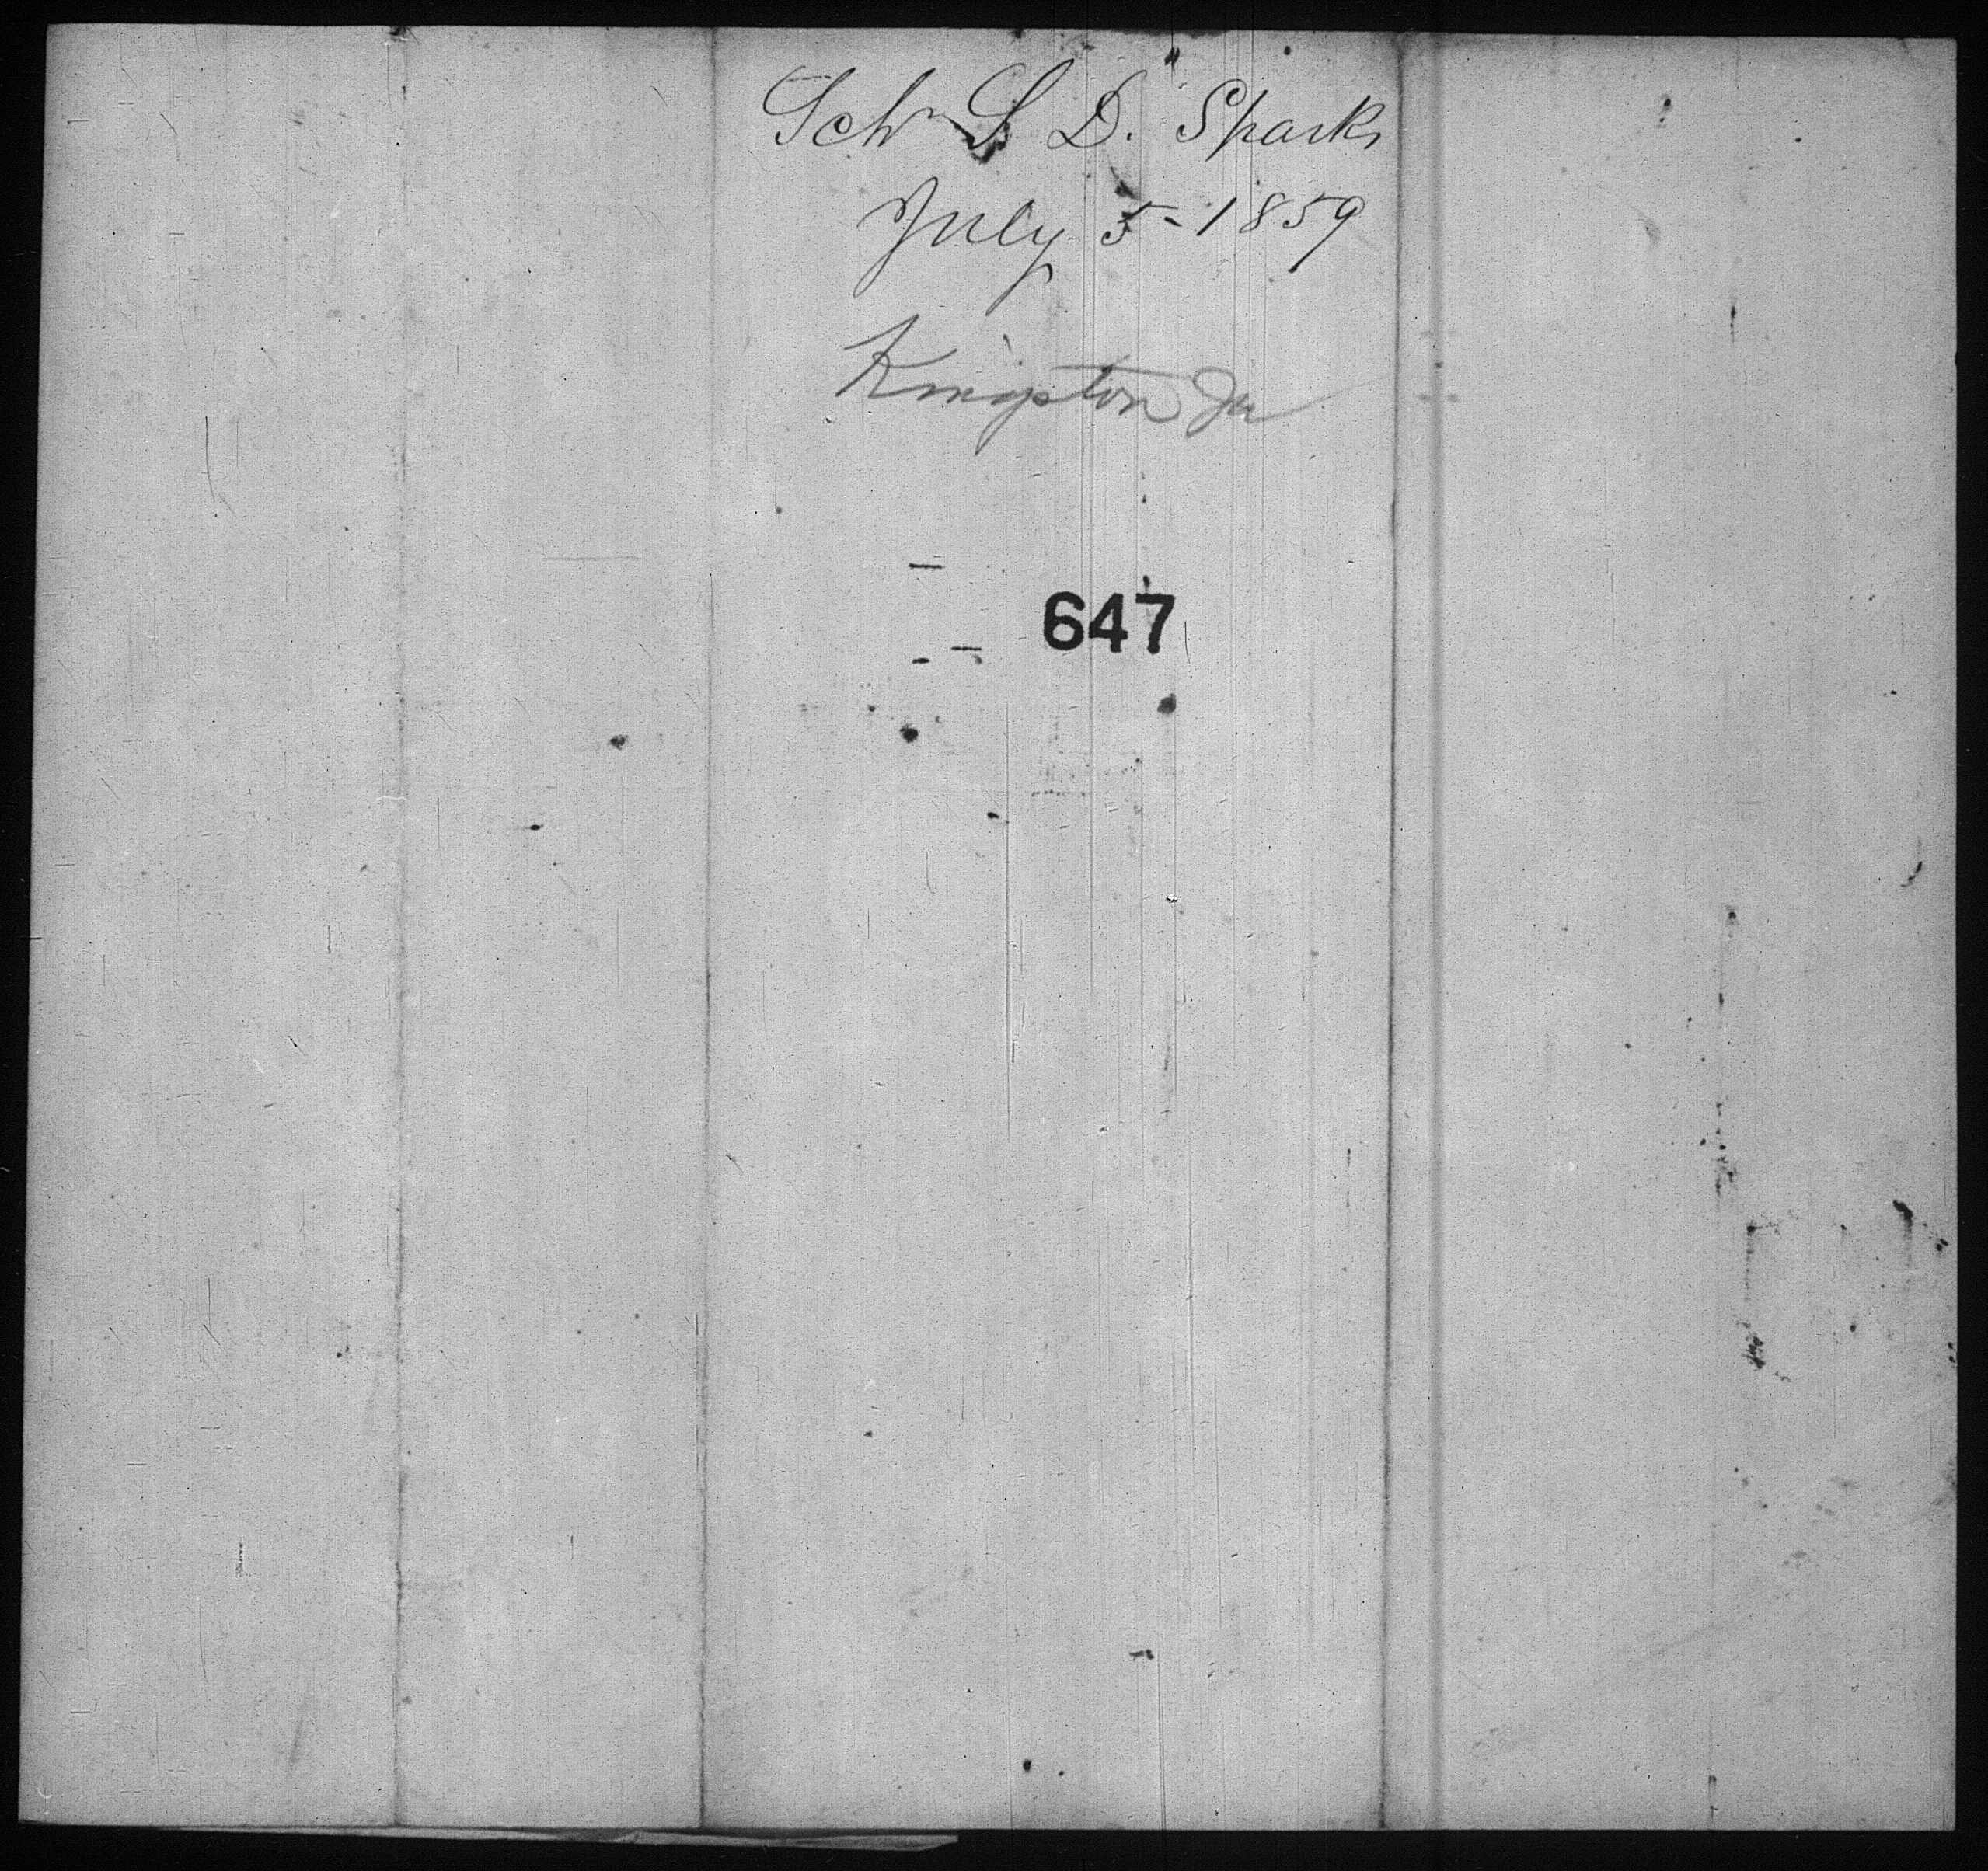 Schr S D. Sparks
July 5 - 1859
Kingston Ja
647